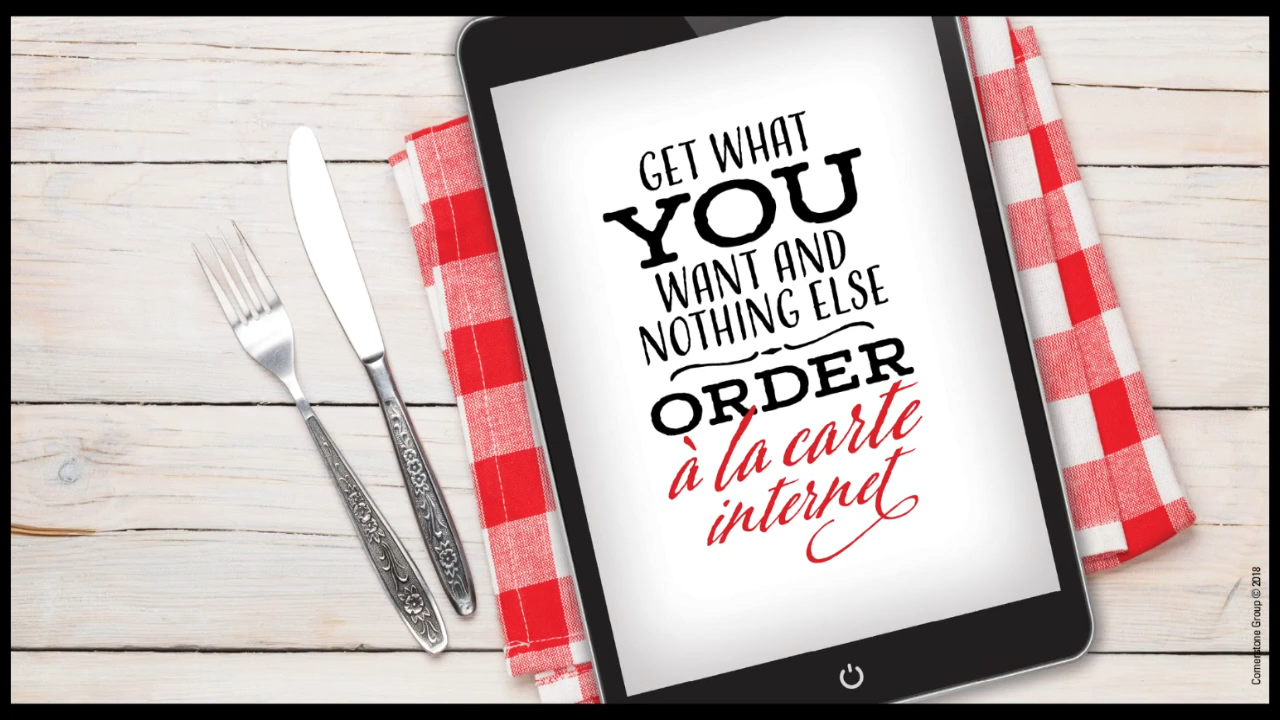 GET WHAT
YOU
WANT AND
NOTHING ELSE
ORDER
à la carte
internet
Cornerstone Group © 2018